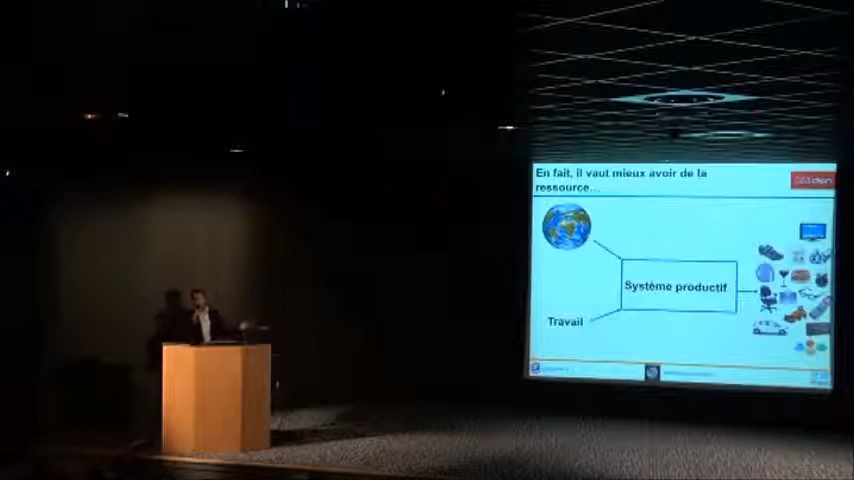 En fait, il vaut mieux avoir de la
ressource...
Système productif
Travail